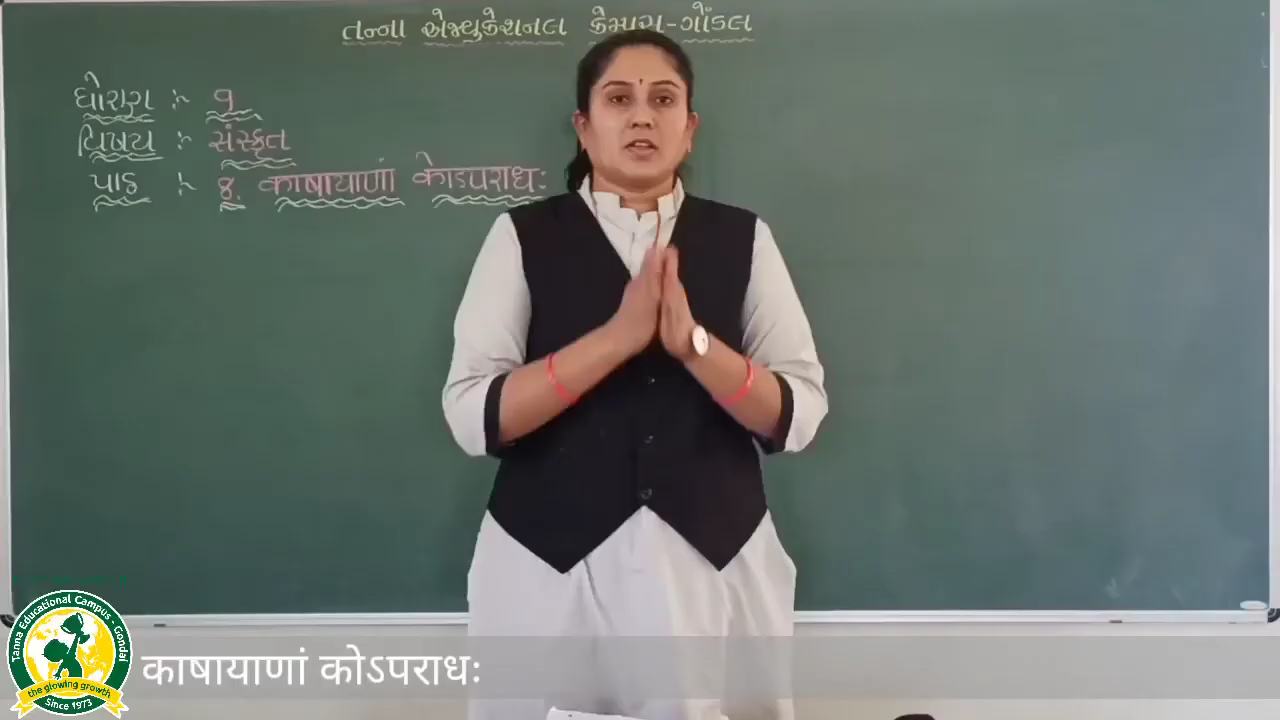 તન્ના એજ્યુકેશનલ કેમ્પસ-ગોંડલ
ધોરણ :- ૧
વિષય :- સંસ્કૃત
પાઠ :- ૪. काषायाणां कोऽपराधः
Tanna Educational Campus - Gondal
the glowing growth
Since 1973
काषायाणां कोऽपराधः